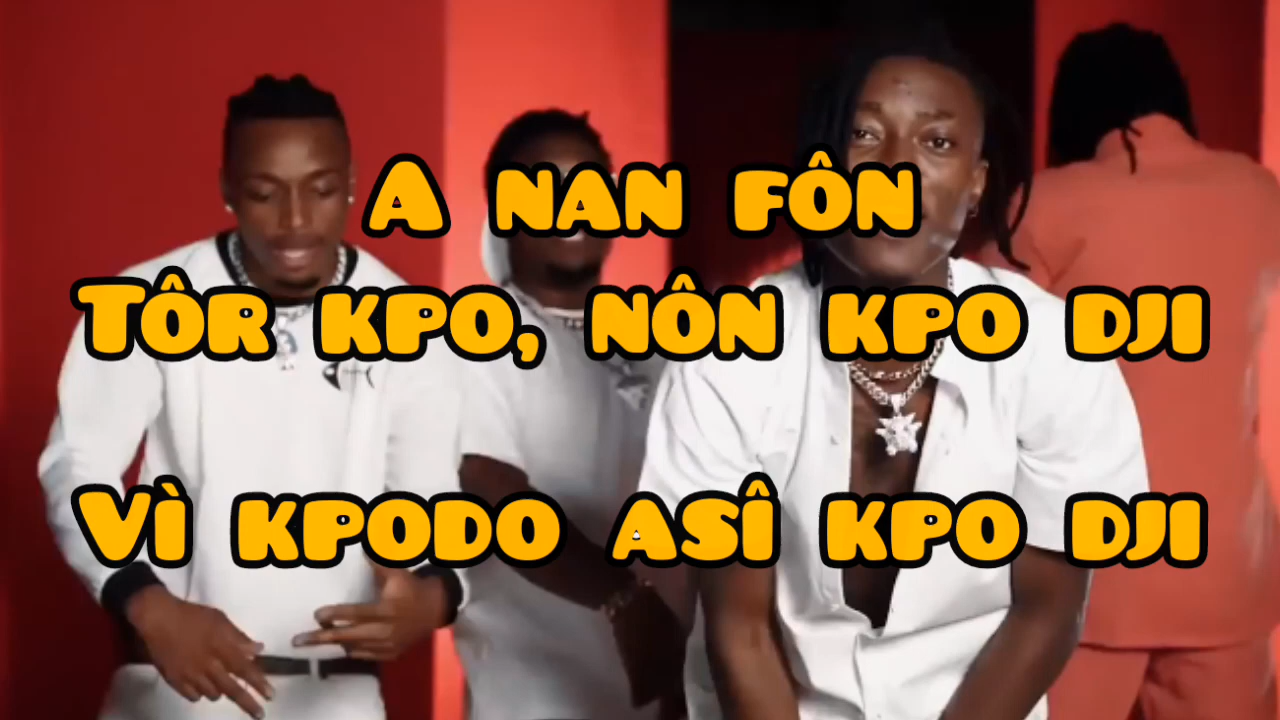 A nan fôn
Tôr kpo, nôn kpo dji
Vì kpodo asî kpo dji